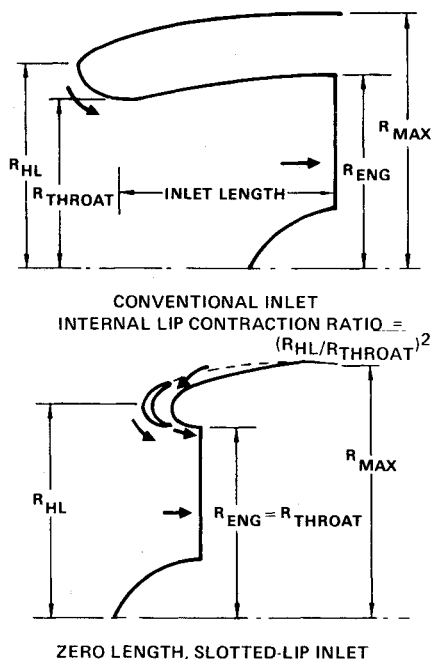 R_HL
R_THROAT
INLET LENGTH
R_ENG
R_MAX
CONVENTIONAL INLET
INTERNAL LIP CONTRACTION RATIO =
(R_HL/R_THROAT)^2
R_HL
R_MAX
R_ENG = R_THROAT
ZERO LENGTH, SLOTTED-LIP INLET